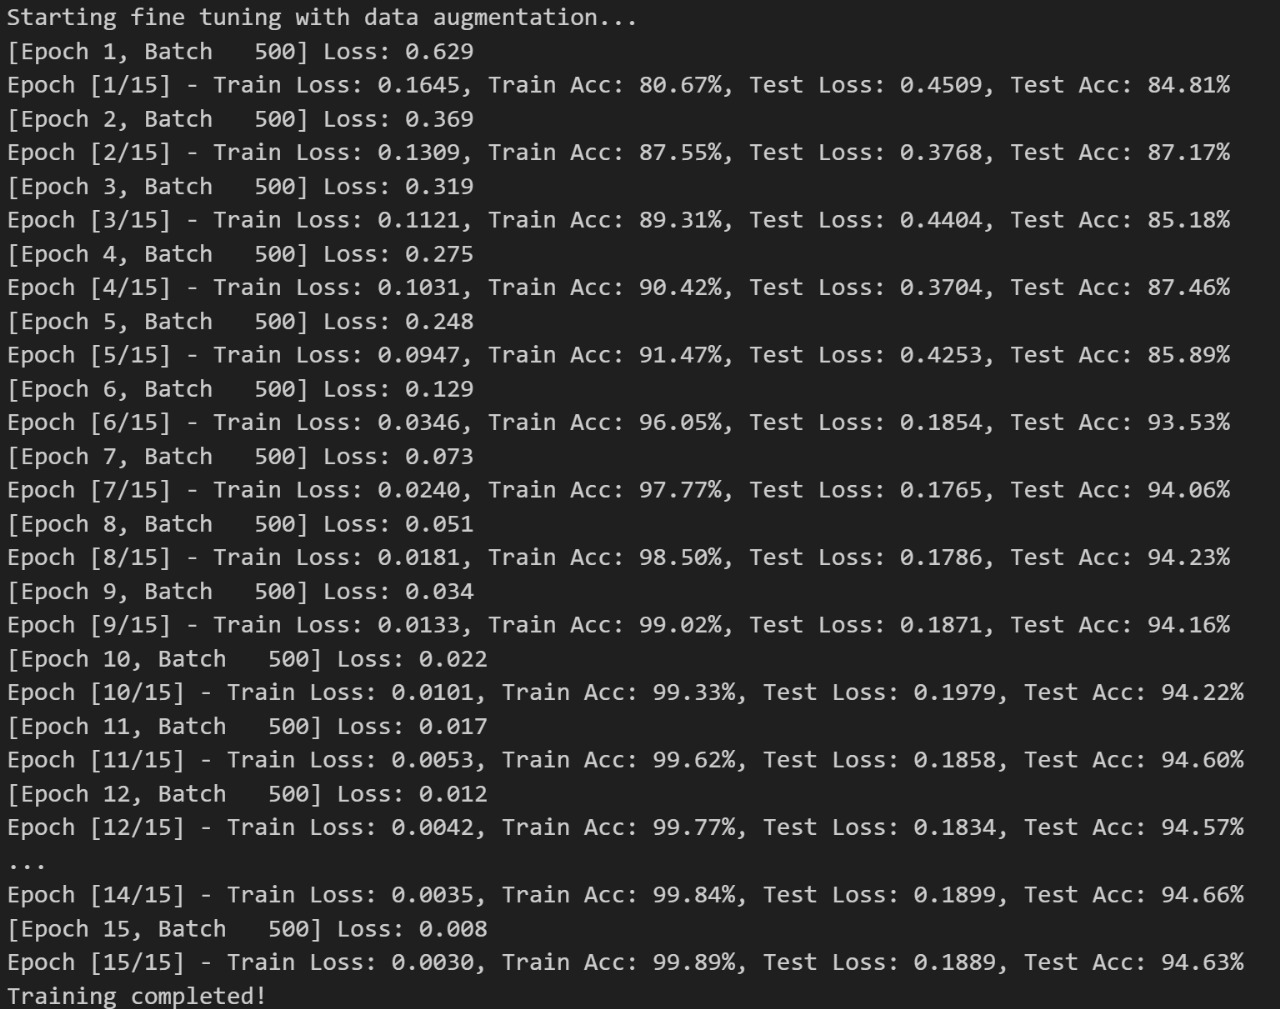 Starting fine tuning with data augmentation...
[Epoch 1, Batch   500] Loss: 0.629
Epoch [1/15] - Train Loss: 0.1645, Train Acc: 80.67%, Test Loss: 0.4509, Test Acc: 84.81%
[Epoch 2, Batch   500] Loss: 0.369
Epoch [2/15] - Train Loss: 0.1309, Train Acc: 87.55%, Test Loss: 0.3768, Test Acc: 87.17%
[Epoch 3, Batch   500] Loss: 0.319
Epoch [3/15] - Train Loss: 0.1121, Train Acc: 89.31%, Test Loss: 0.4404, Test Acc: 85.18%
[Epoch 4, Batch   500] Loss: 0.275
Epoch [4/15] - Train Loss: 0.1031, Train Acc: 90.42%, Test Loss: 0.3704, Test Acc: 87.46%
[Epoch 5, Batch   500] Loss: 0.248
Epoch [5/15] - Train Loss: 0.0947, Train Acc: 91.47%, Test Loss: 0.4253, Test Acc: 85.89%
[Epoch 6, Batch   500] Loss: 0.129
Epoch [6/15] - Train Loss: 0.0346, Train Acc: 96.05%, Test Loss: 0.1854, Test Acc: 93.53%
[Epoch 7, Batch   500] Loss: 0.073
Epoch [7/15] - Train Loss: 0.0240, Train Acc: 97.77%, Test Loss: 0.1765, Test Acc: 94.06%
[Epoch 8, Batch   500] Loss: 0.051
Epoch [8/15] - Train Loss: 0.0181, Train Acc: 98.50%, Test Loss: 0.1786, Test Acc: 94.23%
[Epoch 9, Batch   500] Loss: 0.034
Epoch [9/15] - Train Loss: 0.0133, Train Acc: 99.02%, Test Loss: 0.1871, Test Acc: 94.16%
[Epoch 10, Batch   500] Loss: 0.022
Epoch [10/15] - Train Loss: 0.0101, Train Acc: 99.33%, Test Loss: 0.1979, Test Acc: 94.22%
[Epoch 11, Batch   500] Loss: 0.017
Epoch [11/15] - Train Loss: 0.0053, Train Acc: 99.62%, Test Loss: 0.1858, Test Acc: 94.60%
[Epoch 12, Batch   500] Loss: 0.012
Epoch [12/15] - Train Loss: 0.0042, Train Acc: 99.77%, Test Loss: 0.1834, Test Acc: 94.57%
...
Epoch [14/15] - Train Loss: 0.0035, Train Acc: 99.84%, Test Loss: 0.1899, Test Acc: 94.66%
[Epoch 15, Batch   500] Loss: 0.008
Epoch [15/15] - Train Loss: 0.0030, Train Acc: 99.89%, Test Loss: 0.1889, Test Acc: 94.63%
Training completed!